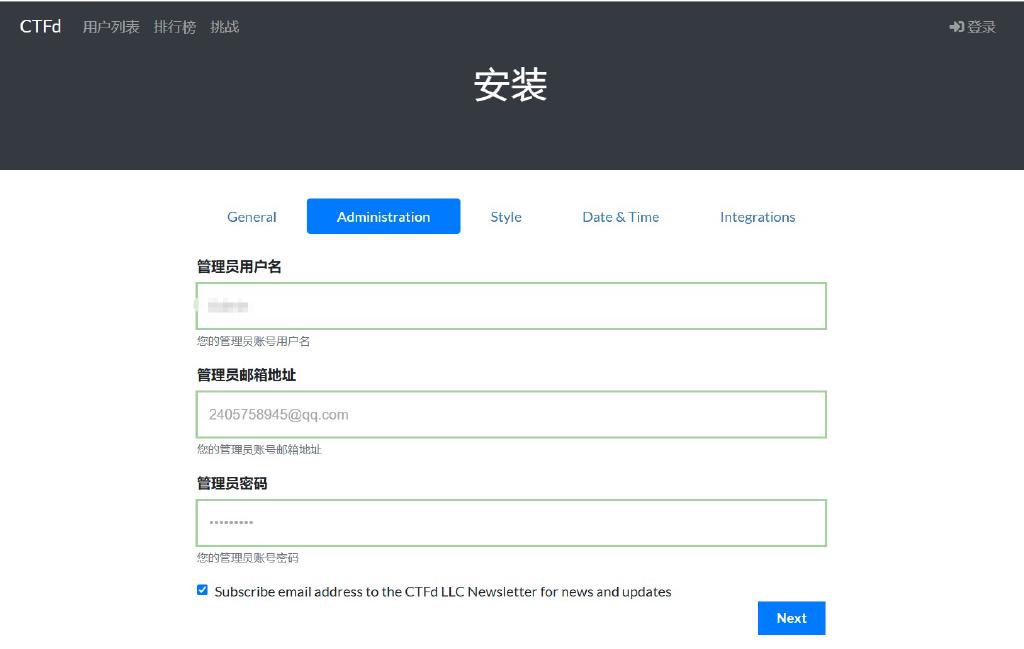 CTFd 用户列表 排行榜 挑战 登录
安装
General Administration Style Date & Time Integrations
管理员用户名
您的管理员账号用户名
管理员邮箱地址
2405758945@qq.com
您的管理员账号邮箱地址
管理员密码
•••••••••
您的管理员账号密码
Subscribe email address to the CTFd LLC Newsletter for news and updates
Next